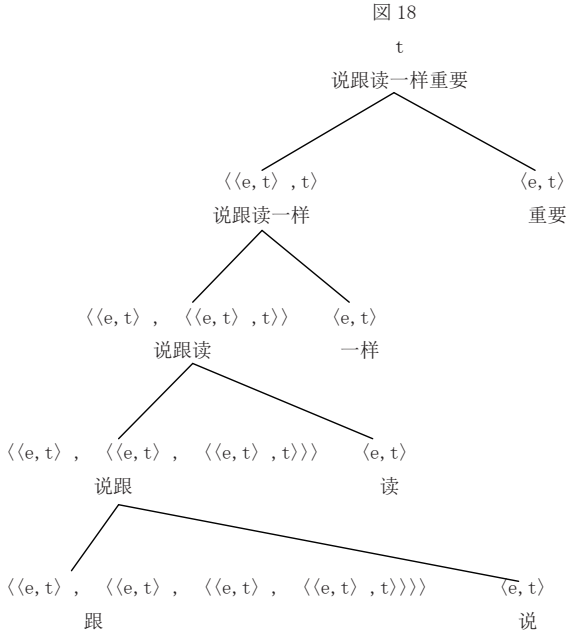 図 18
t
说跟读一样重要
〈〈e,t〉,t〉 〈e,t〉
说跟读一样 重要
〈〈e,t〉, 〈〈e,t〉,t〉〉 〈e,t〉
说跟读 一样
〈〈e,t〉, 〈〈e,t〉, 〈〈e,t〉,t〉〉〉 〈e,t〉
说跟 读
〈〈e,t〉, 〈〈e,t〉, 〈〈e,t〉, 〈〈e,t〉,t〉〉〉〉 〈e,t〉
跟 说